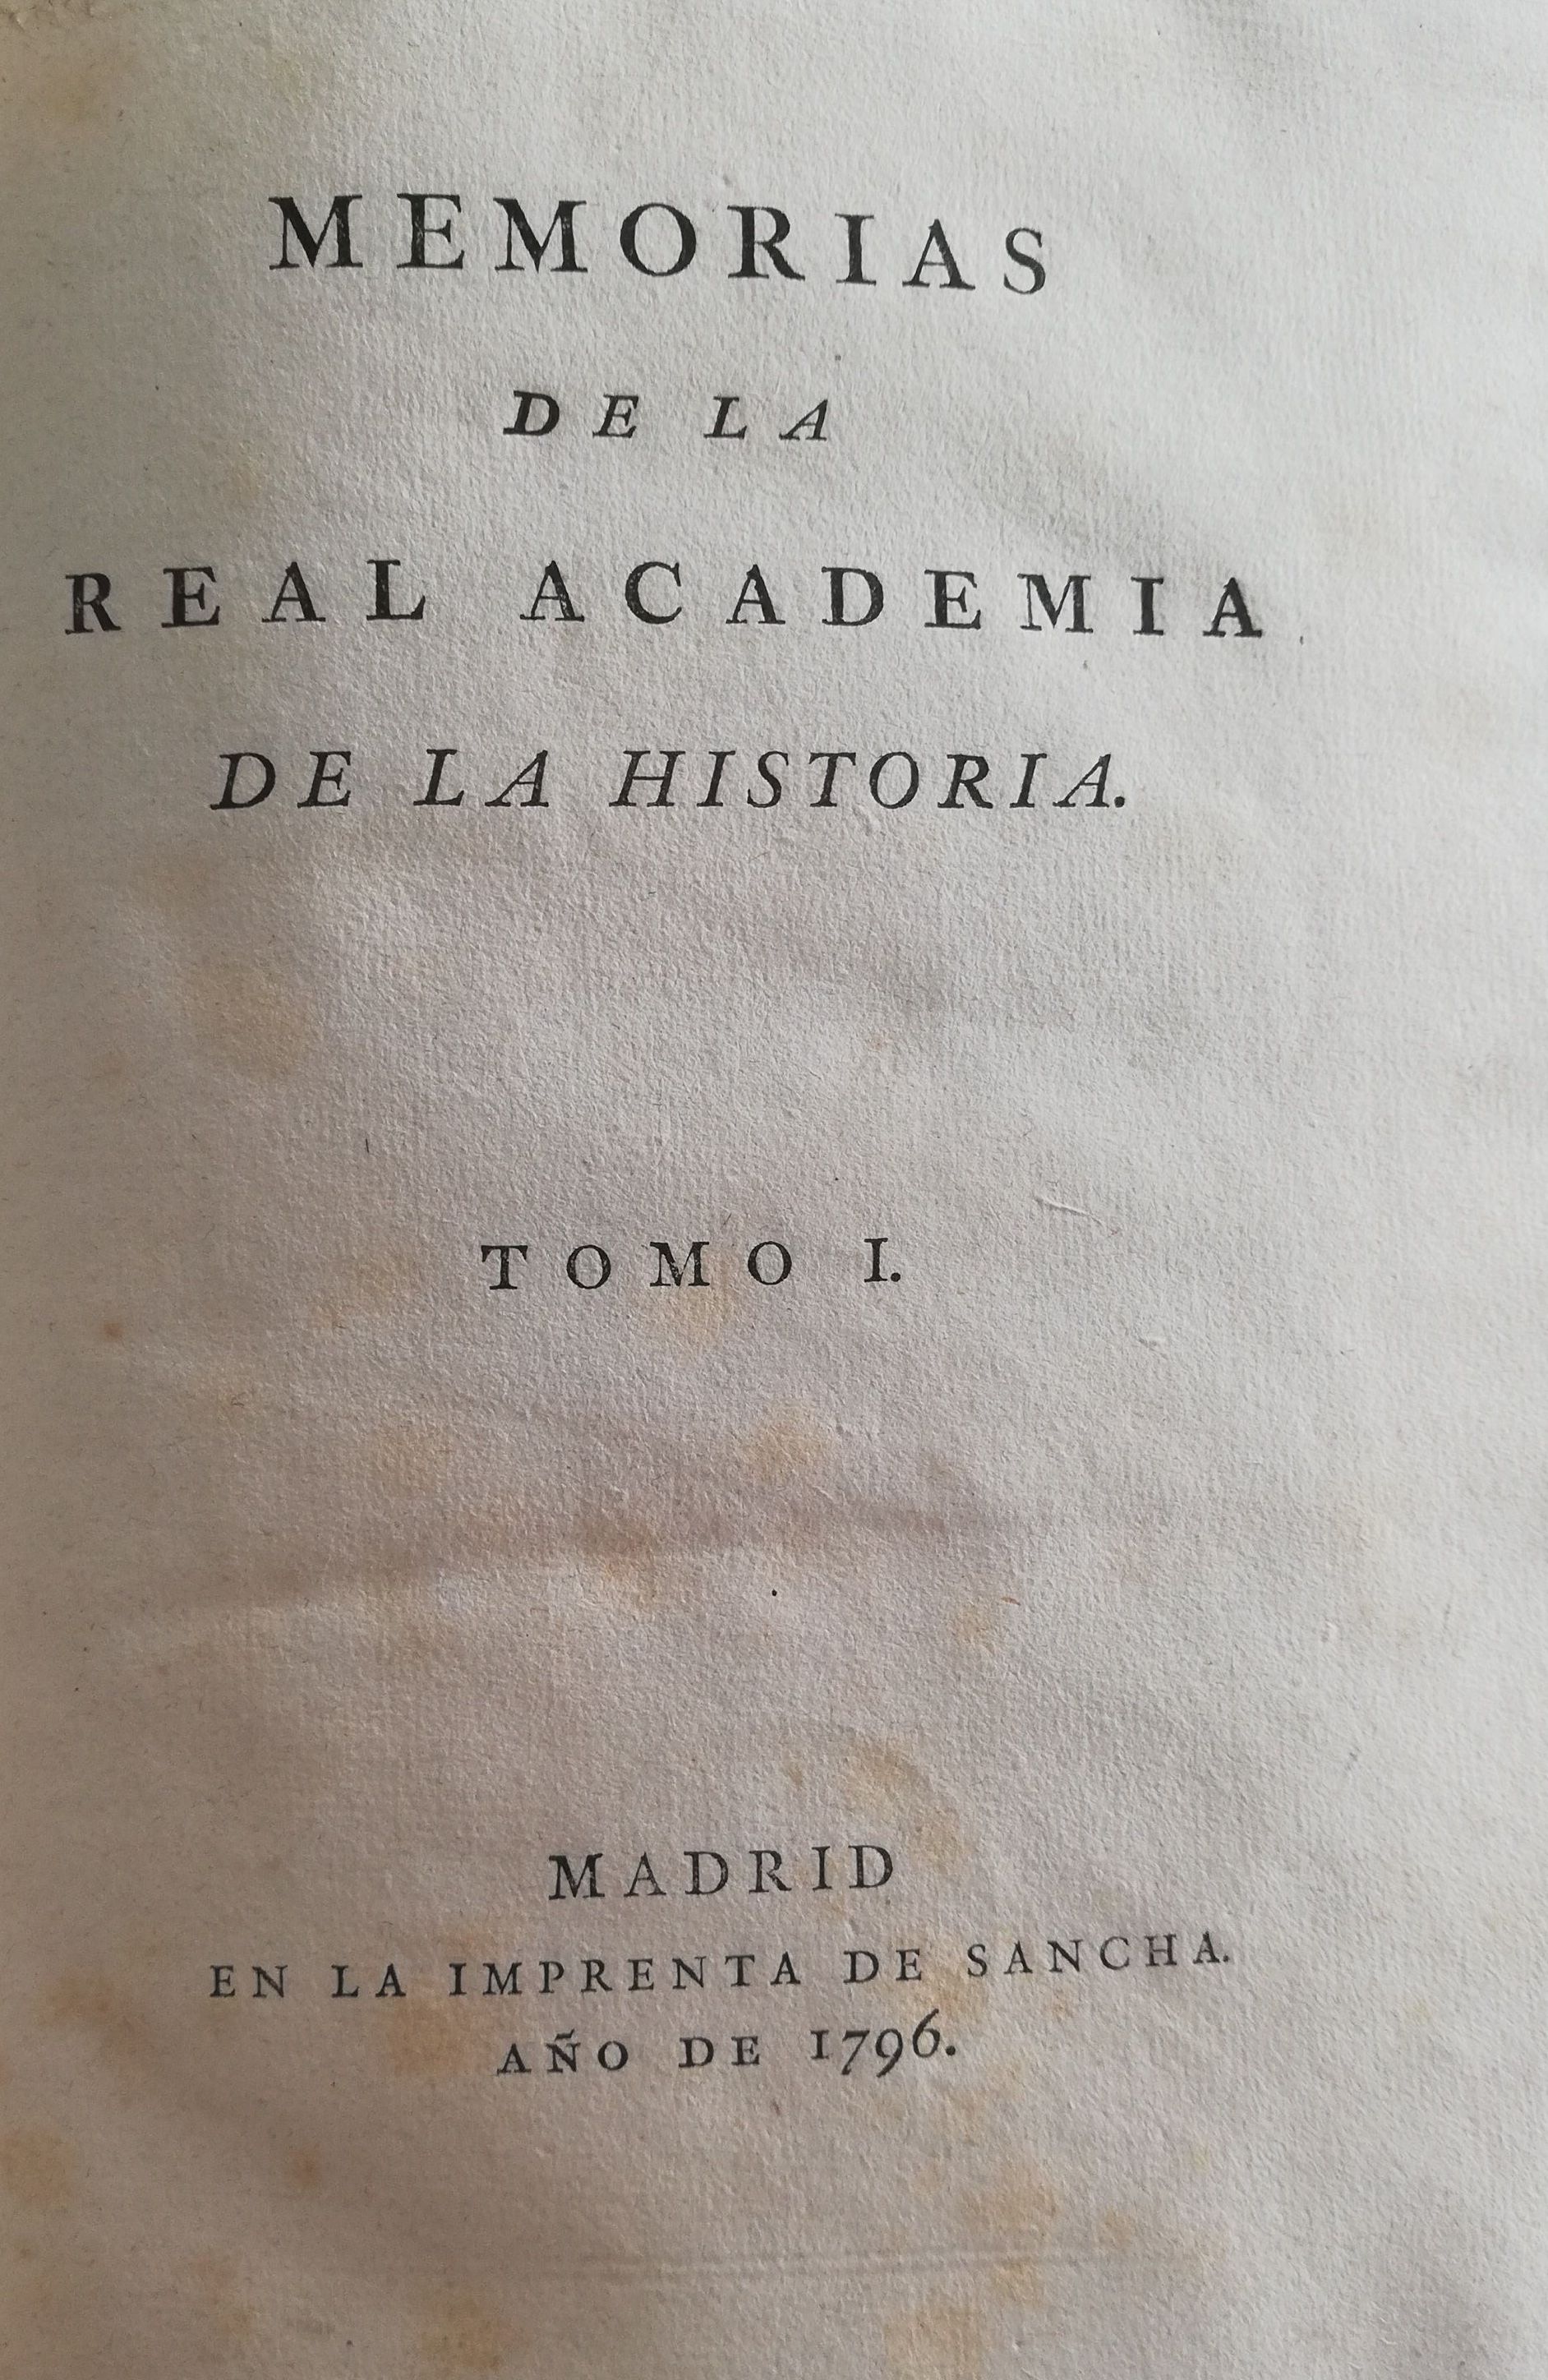 MEMORIAS
DE LA
REAL ACADEMIA
DE LA HISTORIA.
TOMO I.
MADRID
EN LA IMPRENTA DE SANCHA.
AÑO DE 1796.